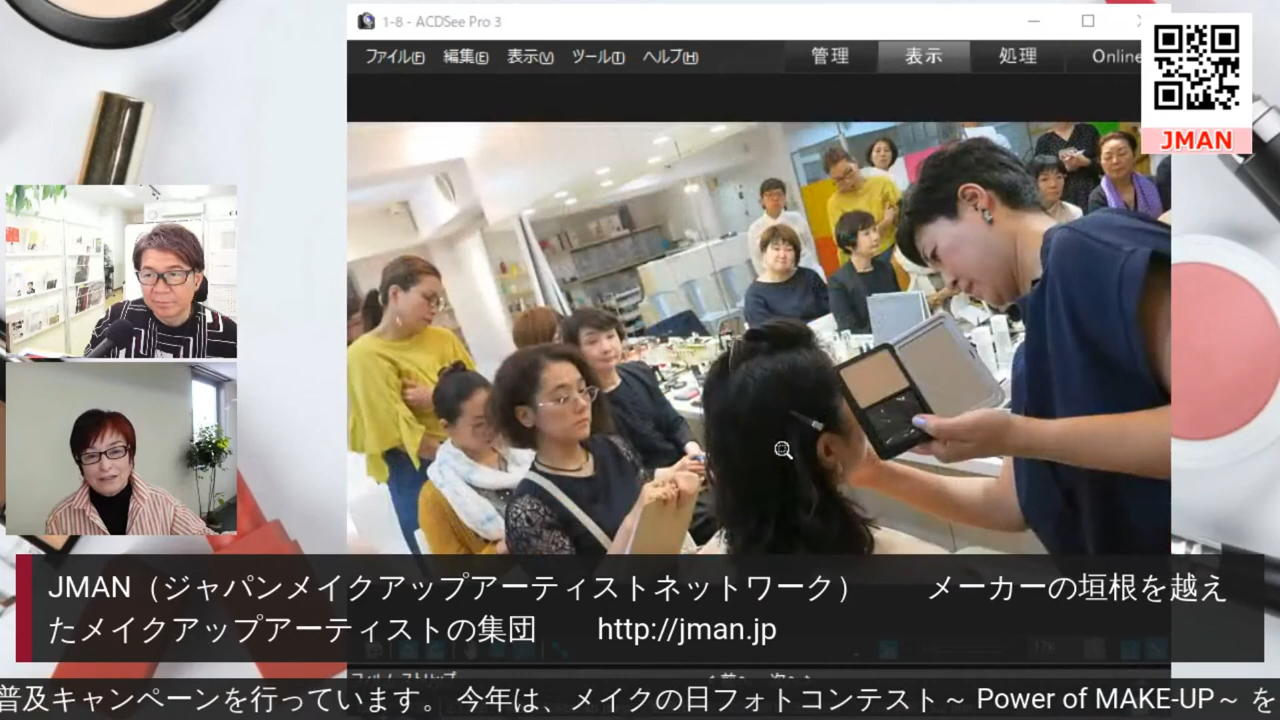 1-8 - ACDSee Pro 3
ファイル(F) 編集(E) 表示(V) ツール(T) ヘルプ(H) 管理 表示 処理 Online
JMAN
JMAN（ジャパンメイクアップアーティストネットワーク）　　メーカーの垣根を越え
たメイクアップアーティストの集団　　http://jman.jp
普及キャンペーンを行っています。 今年は、メイクの日フォトコンテスト～ Power of MAKE-UP～ を